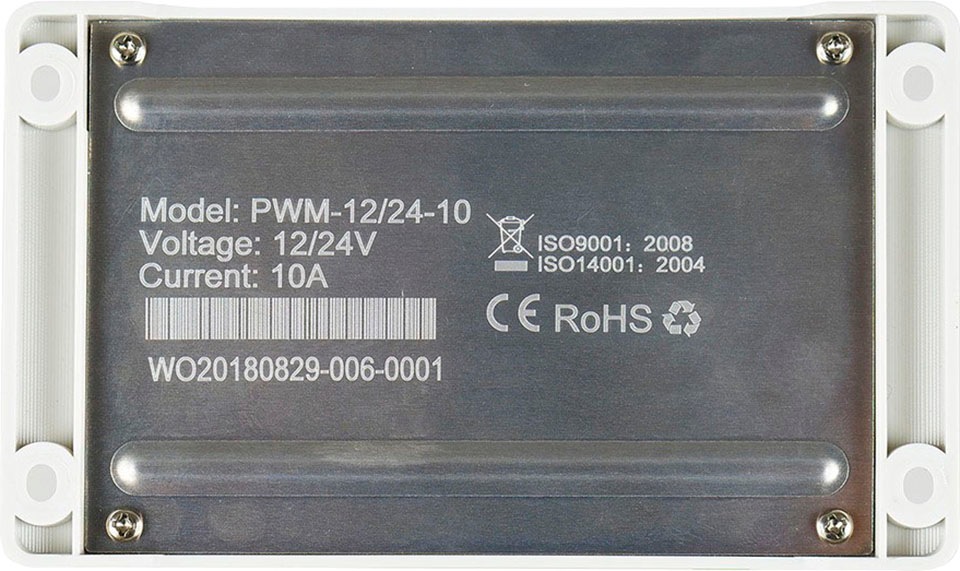 Model: PWM-12/24-10
Voltage: 12/24V
Current: 10A
WO20180829-006-0001
ISO9001: 2008
ISO14001: 2004
CE RoHS